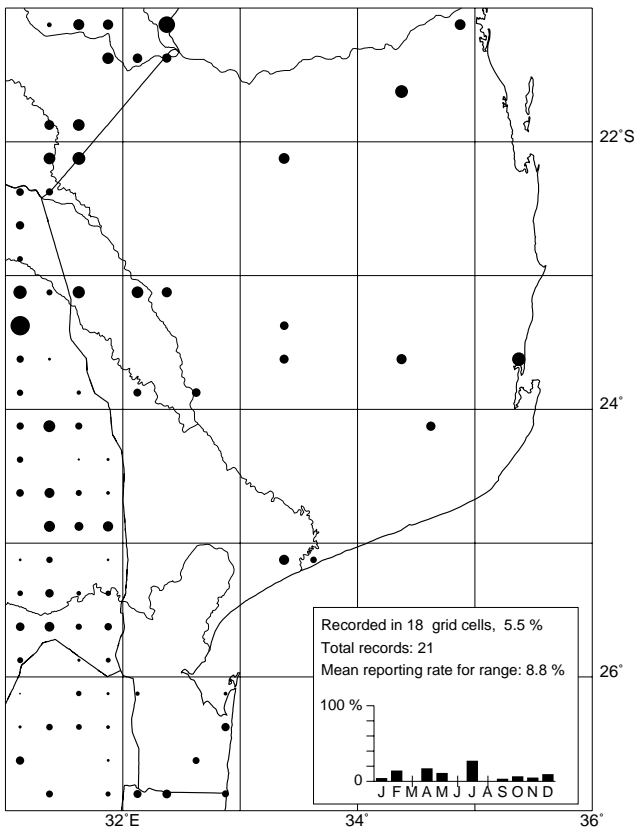 22°S
24°
26°
Recorded in 18 grid cells, 5.5 %
Total records: 21
Mean reporting rate for range: 8.8 %
100 %
0
J F M A M J J A S O N D
32°E 34° 36°